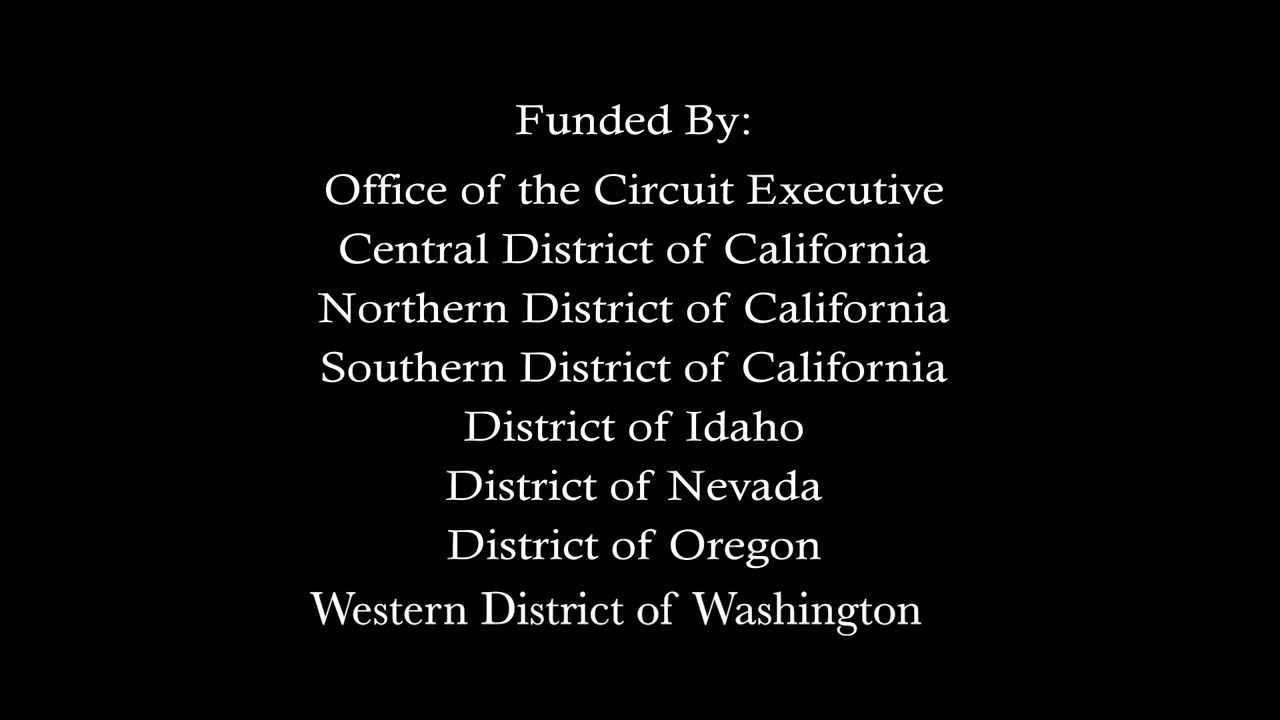 Funded By:
Office of the Circuit Executive
Central District of California
Northern District of California
Southern District of California
District of Idaho
District of Nevada
District of Oregon
Western District of Washington